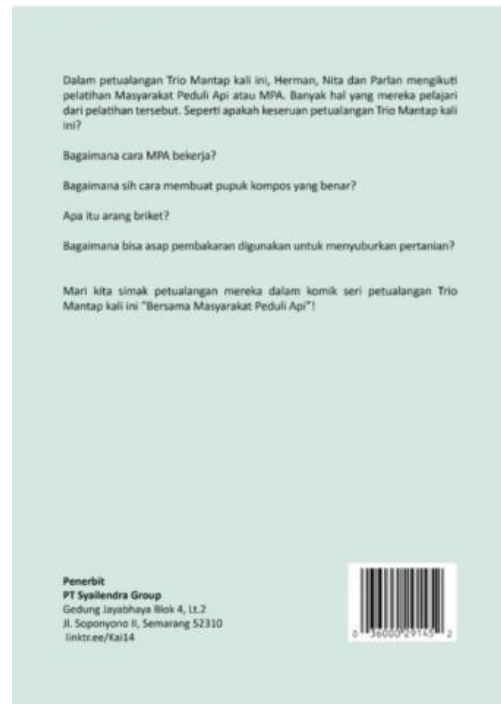 Dalam petualangan Trio Mantap kali ini, Herman, Nita dan Parlan mengikuti
pelatihan Masyarakat Peduli Api atau MPA. Banyak hal yang mereka pelajari
dari pelatihan tersebut. Seperti apakah keseruan petualangan Trio Mantap kali
ini?
Bagaimana cara MPA bekerja?
Bagaimana sih cara membuat pupuk kompos yang benar?
Apa itu arang briket?
Bagaimana bisa asap pembakaran digunakan untuk menyuburkan pertanian?
Mari kita simak petualangan mereka dalam komik seri petualangan Trio
Mantap kali ini "Bersama Masyarakat Peduli Api"!
Penerbit
PT Syailendra Group
Gedung Jayabhaya Blok 4, Lt.2
Jl. Soponyono II, Semarang 52310
linktr.ee/Kai14
0 36000 29145 2